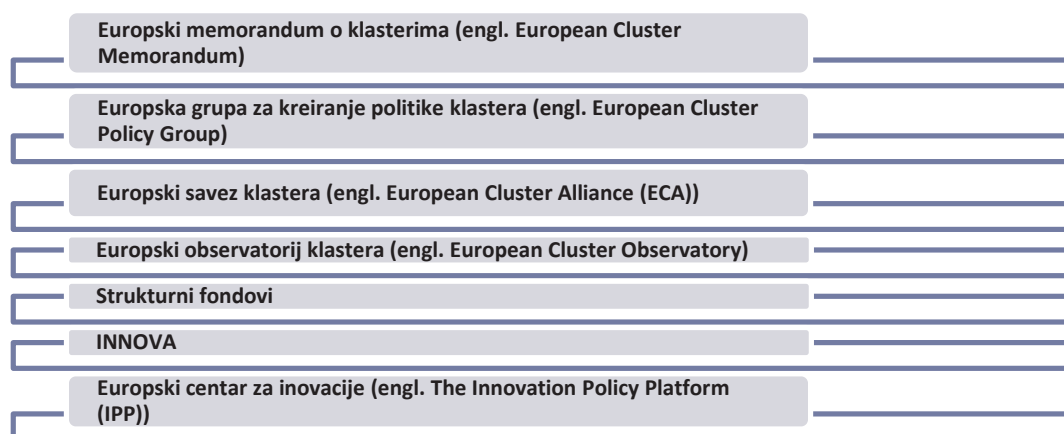 Europski memorandum o klasterima (engl. European Cluster
Memorandum)
Europska grupa za kreiranje politike klastera (engl. European Cluster
Policy Group)
Europski savez klastera (engl. European Cluster Alliance (ECA))
Europski observatorij klastera (engl. European Cluster Observatory)
Strukturni fondovi
INNOVA
Europski centar za inovacije (engl. The Innovation Policy Platform
(IPP))